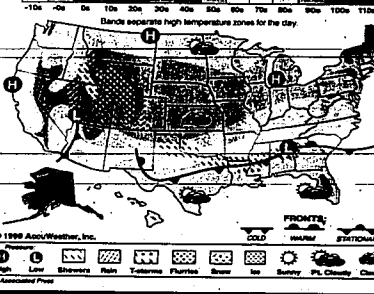 -10s -0s 0s 10s 20s 30s 40s 50s 60s 70s 80s 90s 100s 110s
Bands separate high temperature zones for the day.
H
H
H
L
L
FRONTS:
COLD WARM STATIONARY
© 1999 AccuWeather, Inc.
Pressure:
H L
High Low Showers Rain T-storms Flurries Snow Ice Sunny Pt. Cloudy Clou
Associated Press